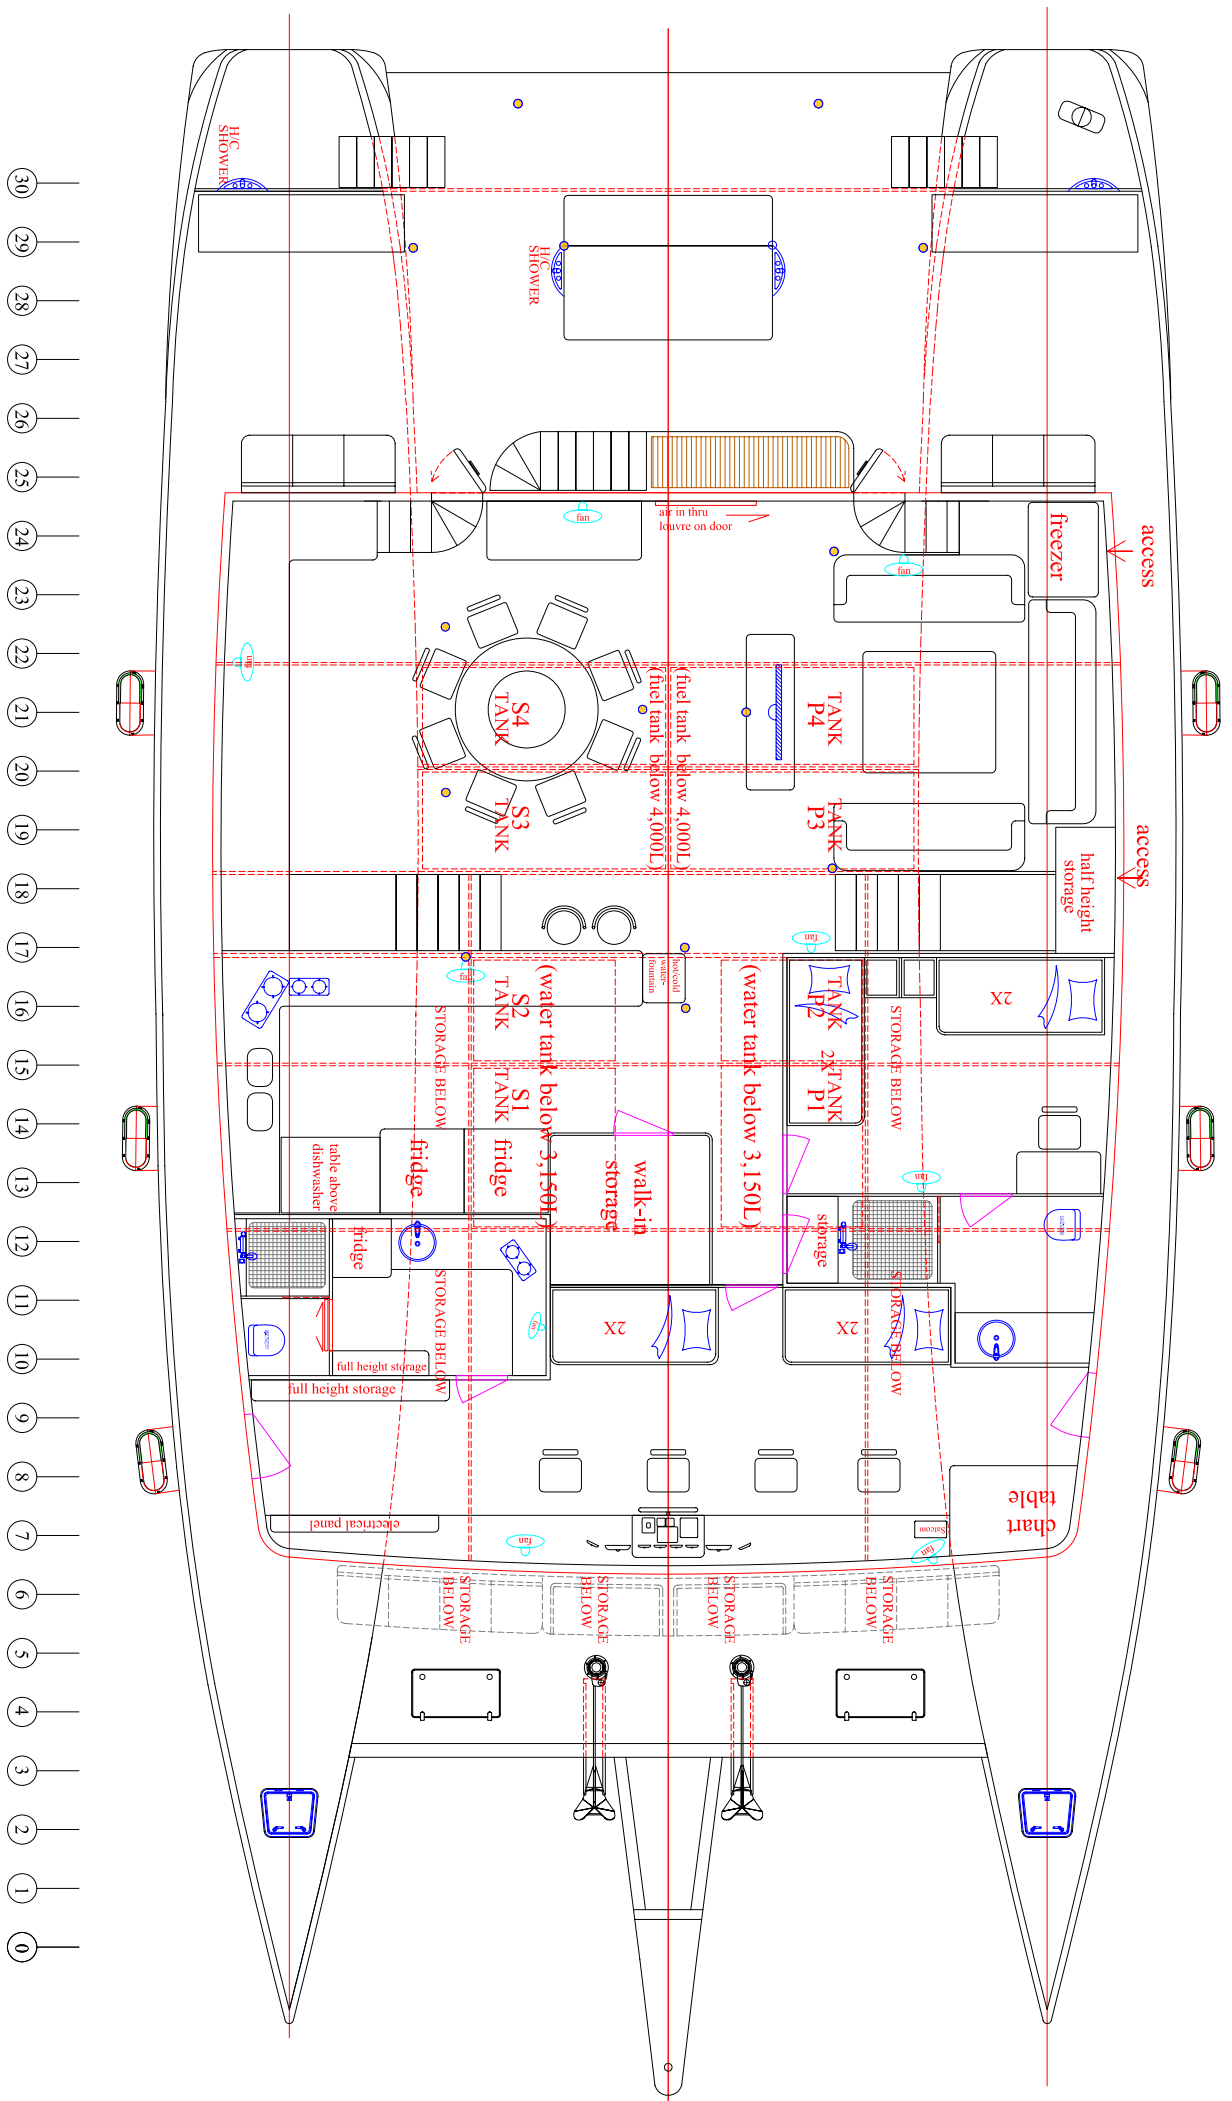 30
29
28
27
26
25
24
23
22
21
20
19
18
17
16
15
14
13
12
11
10
9
8
7
6
5
4
3
2
1
0
H/C
SHOWER
H/C
SHOWER
fan
air in thru
louvre on door
fan
freezer
access
fan
S4
TANK
(fuel tank below 4,000L)
(fuel tank below 4,000L)
TANK
P4
S3
TANK
TANK
P3
access
half height
storage
fan
fan
hot/cold
water-
fountain
S2
TANK
(water tank below 3,150L)
(water tank below 3,150L)
TANK
P2
2X
2X
STORAGE BELOW
STORAGE BELOW
S1
TANK
TANK
P1
table above
dishwasher
fridge
fridge
walk-in
storage
fan
storage
fridge
STORAGE BELOW
STORAGE BELOW
fan
2X
2X
full height storage
full height storage
electrical panel
fan
Satcom
fan
chart
table
STORAGE
BELOW
STORAGE
BELOW
STORAGE
BELOW
STORAGE
BELOW